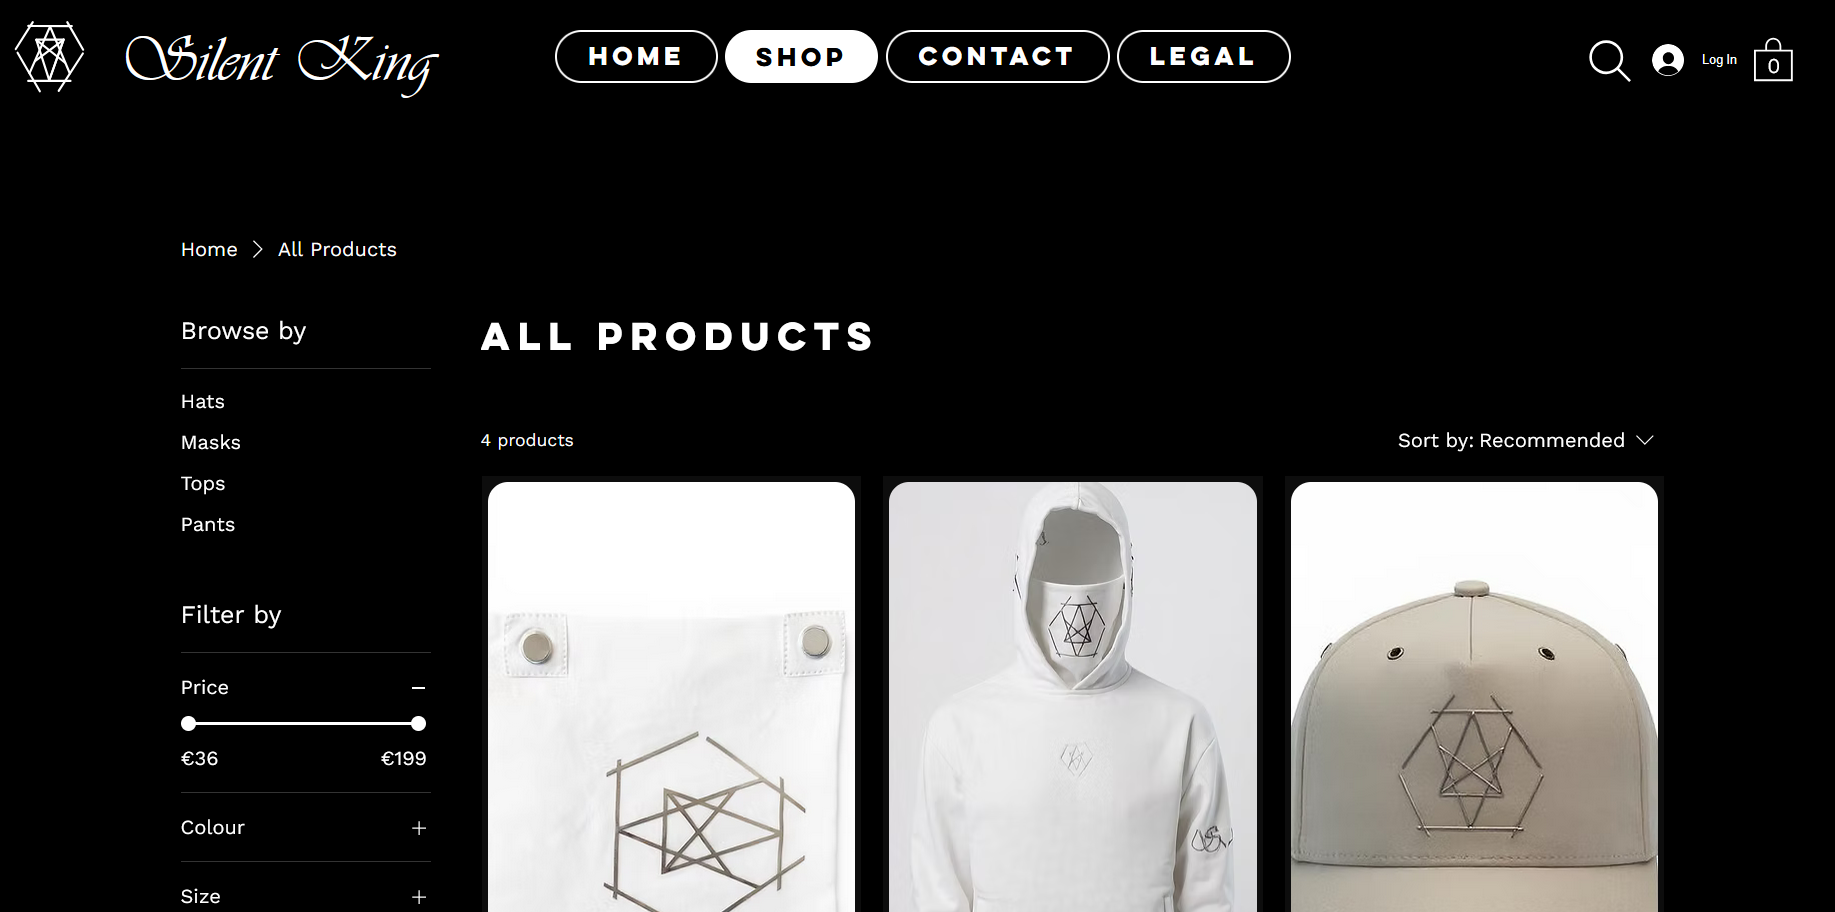 Silent King
HOME
SHOP
CONTACT
LEGAL
Log In
0
Home
All Products
Browse by
Hats
Masks
Tops
Pants
Filter by
Price
€36 €199
Colour
Size
ALL PRODUCTS
4 products
Sort by: Recommended